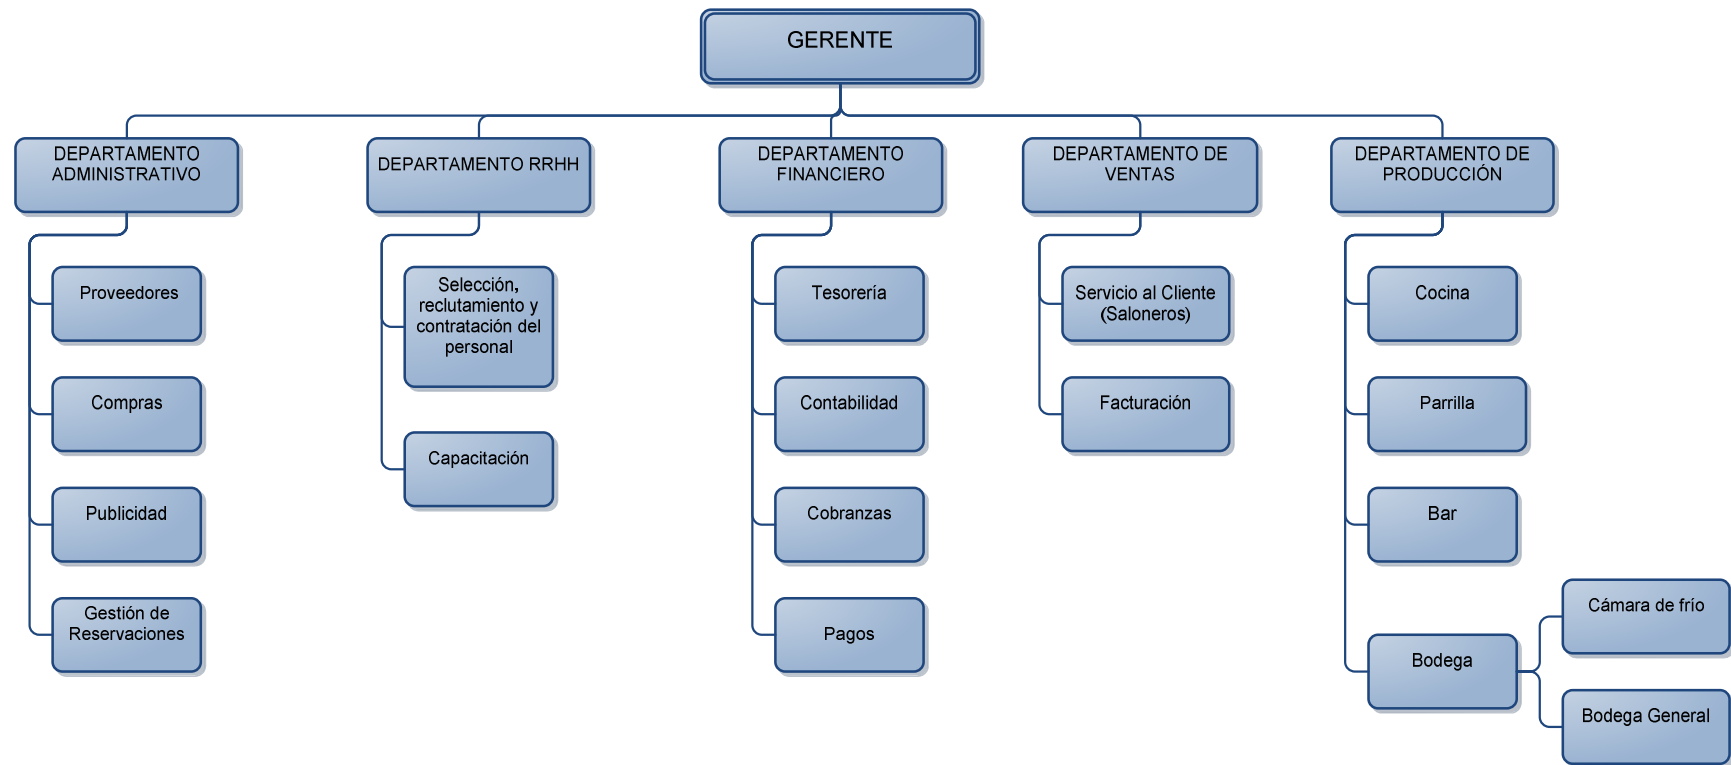 GERENTE
DEPARTAMENTO
ADMINISTRATIVO
Proveedores
Compras
Publicidad
Gestión de
Reservaciones
DEPARTAMENTO RRHH
Selección,
reclutamiento y
contratación del
personal
Capacitación
DEPARTAMENTO
FINANCIERO
Tesorería
Contabilidad
Cobranzas
Pagos
DEPARTAMENTO DE
VENTAS
Servicio al Cliente
(Saloneros)
Facturación
DEPARTAMENTO DE
PRODUCCIÓN
Cocina
Parrilla
Bar
Bodega
Cámara de frío
Bodega General